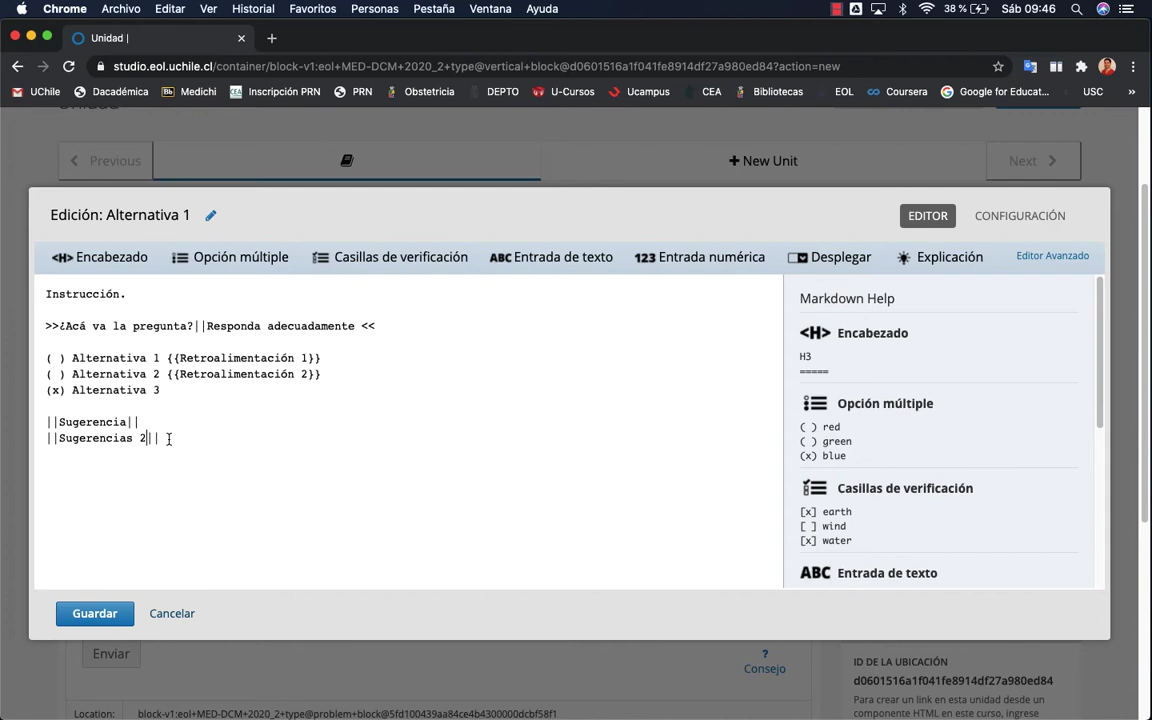 Chrome Archivo Editar Ver Historial Favoritos Personas Pestaña Ventana Ayuda 38 % Sáb 09:46
Unidad |
studio.eol.uchile.cl/container/block-v1:eol+MED-DCM+2020_2+type@vertical+block@d0601516a1f041fe8914df27a980ed84?action=new
UChile Dacadémica Medichi Inscripción PRN PRN Obstetricia DEPTO U-Cursos Ucampus CEA Bibliotecas EOL Coursera Google for Educat... USC »
Previous + New Unit Next
Edición: Alternativa 1 EDITOR CONFIGURACIÓN
<H> Encabezado Opción múltiple Casillas de verificación ABC Entrada de texto 123 Entrada numérica Desplegar Explicación Editor Avanzado
Instrucción.
>>¿Acá va la pregunta?||Responda adecuadamente <<
( ) Alternativa 1 {{Retroalimentación 1}}
( ) Alternativa 2 {{Retroalimentación 2}}
(x) Alternativa 3
||Sugerencia||
||Sugerencias 2||
Markdown Help
<H> Encabezado
H3
=====
Opción múltiple
( ) red
( ) green
(x) blue
Casillas de verificación
[x] earth
[ ] wind
[x] water
ABC Entrada de texto
Guardar Cancelar
Enviar
? Consejo
Location: block-v1:eol+MED-DCM+2020_2+type@problem+block@5fd100439aa84ce4b4300000dcbf58f1
ID DE LA UBICACIÓN
d0601516a1f041fe8914df27a980ed84
Para crear un link en esta unidad desde un
componente HTML en este curso, ingrese